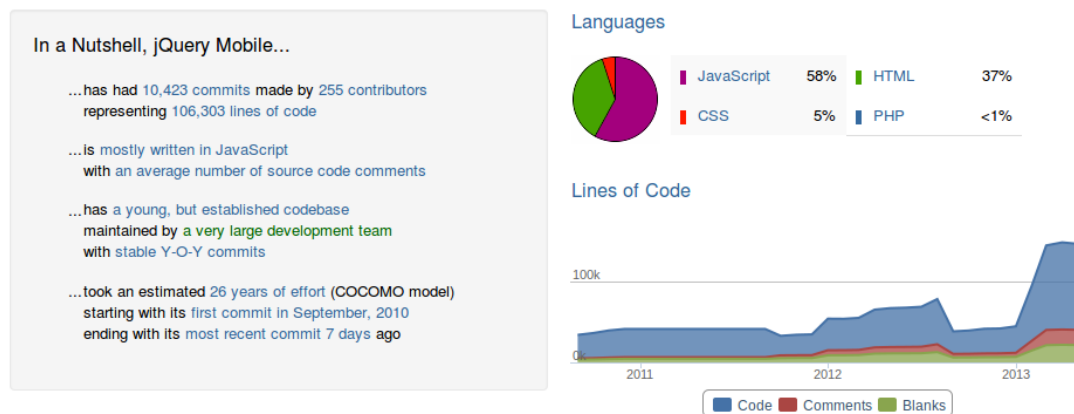 In a Nutshell, jQuery Mobile...
...has had 10,423 commits made by 255 contributors
representing 106,303 lines of code
...is mostly written in JavaScript
with an average number of source code comments
...has a young, but established codebase
maintained by a very large development team
with stable Y-O-Y commits
...took an estimated 26 years of effort (COCOMO model)
starting with its first commit in September, 2010
ending with its most recent commit 7 days ago
Languages
JavaScript 58% HTML 37%
CSS 5% PHP <1%
Lines of Code
100k
0k
2011 2012 2013
Code Comments Blanks